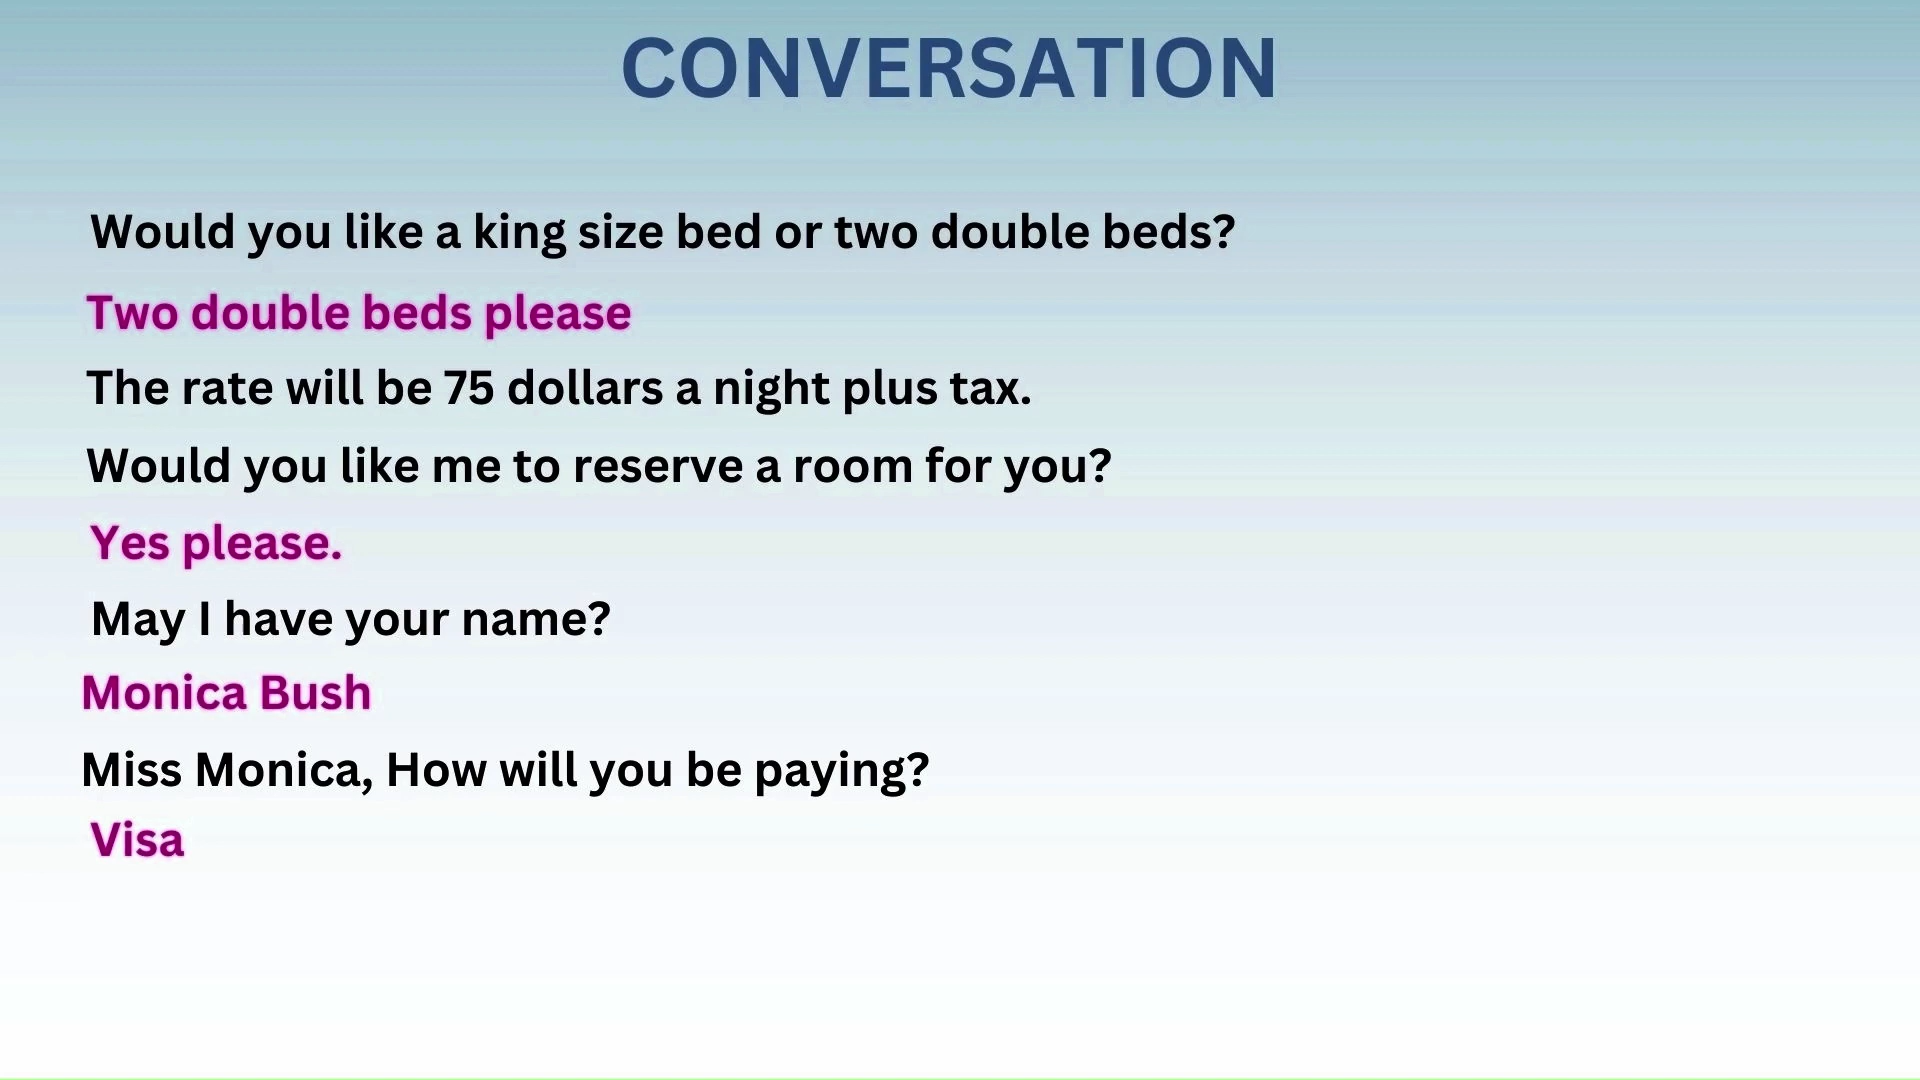 CONVERSATION
Would you like a king size bed or two double beds?
Two double beds please
The rate will be 75 dollars a night plus tax.
Would you like me to reserve a room for you?
Yes please.
May I have your name?
Monica Bush
Miss Monica, How will you be paying?
Visa